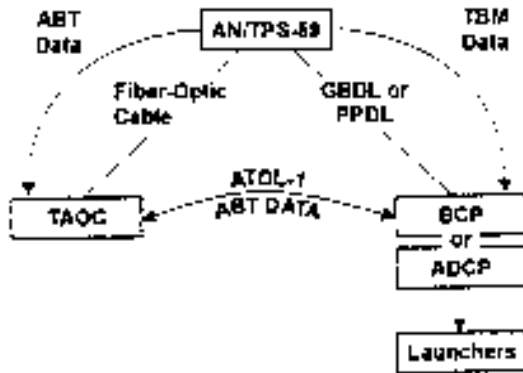 ABT
Data
AN/TPS-59
TBM
Data
Fiber-Optic
Cable
GBDL or
PPDL
ATDL-1
ABT DATA
TAOC
BCP
or
ADCP
Launchers